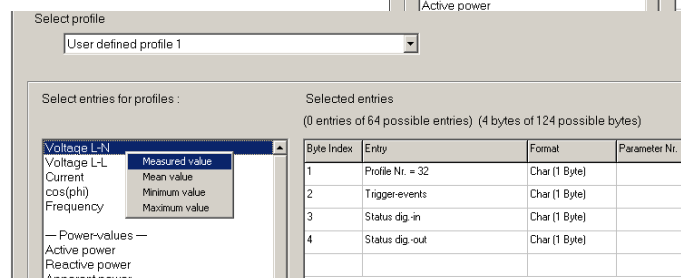 Active power
Select profile
User defined profile 1
Select entries for profiles :
Selected entries
(0 entries of 64 possible entries) (4 bytes of 124 possible bytes)
Voltage L-N
Voltage L-L
Current
cos(phi)
Frequency
— Power-values —
Active power
Reactive power
Apparent power
Measured value
Mean value
Minimum value
Maximum value
Byte Index Entry Format Parameter Nr.
1 Profile Nr. = 32 Char (1 Byte)
2 Trigger-events Char (1 Byte)
3 Status dig.-in Char (1 Byte)
4 Status dig.-out Char (1 Byte)